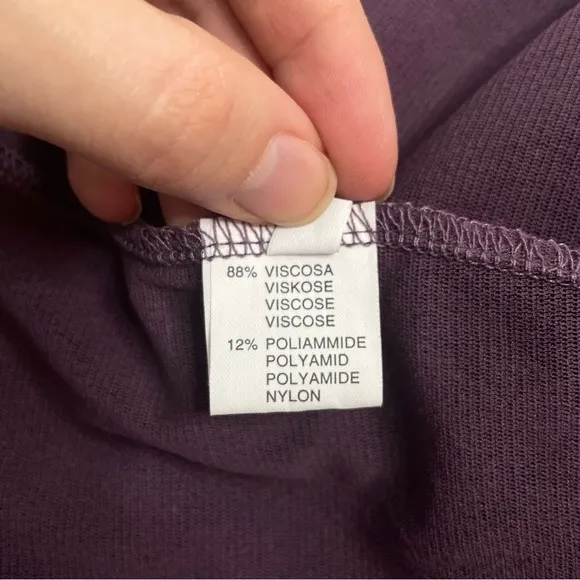 88% VISCOSA
VISKOSE
VISCOSE
VISCOSE
12% POLIAMMIDE
POLYAMID
POLYAMIDE
NYLON